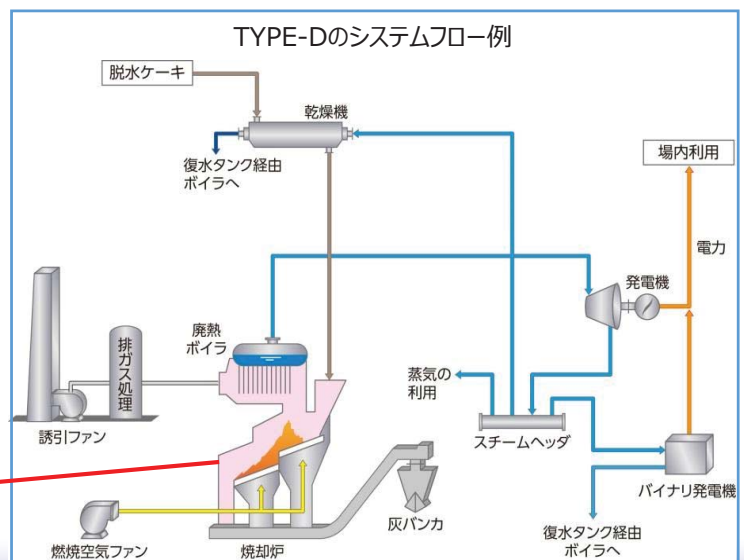 TYPE-Dのシステムフロー例
脱水ケーキ
乾燥機
復水タンク経由
ボイラへ
場内利用
電力
発電機
廃熱
ボイラ
排ガス処理
蒸気の
利用
スチームヘッダ
誘引ファン
バイナリ発電機
灰バンカ
復水タンク経由
ボイラへ
燃焼空気ファン
焼却炉